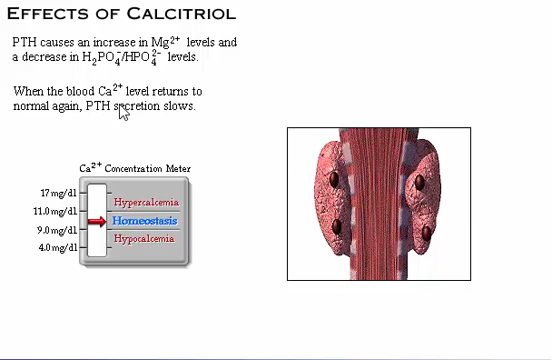 Effects of Calcitriol
PTH causes an increase in Mg²⁺ levels and
a decrease in H₂PO₄⁻/HPO₄²⁻ levels.
When the blood Ca²⁺ level returns to
normal again, PTH secretion slows.
Ca²⁺ Concentration Meter
17 mg/dl
Hypercalcemia
11.0 mg/dl
Homeostasis
9.0 mg/dl
Hypocalcemia
4.0 mg/dl